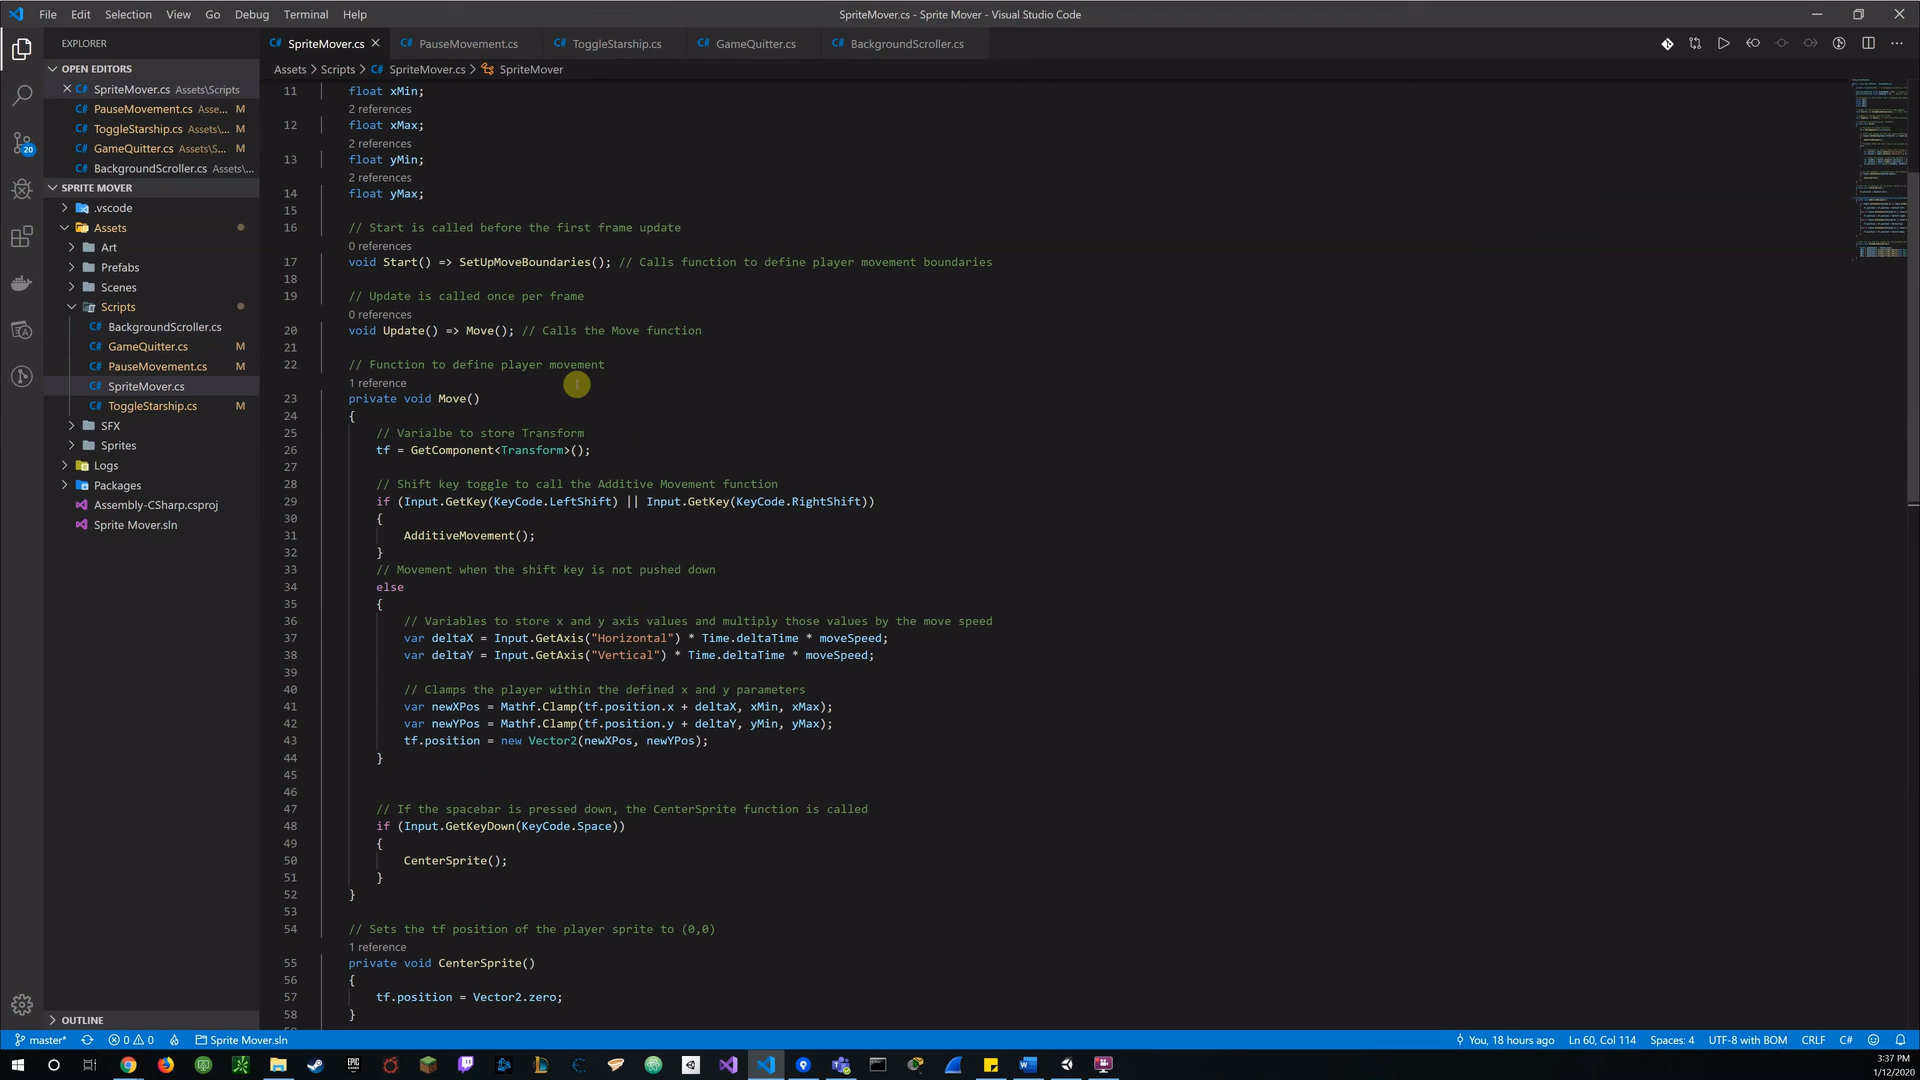 File Edit Selection View Go Debug Terminal Help
SpriteMover.cs - Sprite Mover - Visual Studio Code
EXPLORER
OPEN EDITORS
SpriteMover.cs Assets\Scripts
PauseMovement.cs Asse... M
ToggleStarship.cs Assets\... M
GameQuitter.cs Assets\S... M
BackgroundScroller.cs Assets\...
SPRITE MOVER
.vscode
Assets
Art
Prefabs
Scenes
Scripts
BackgroundScroller.cs
GameQuitter.cs M
PauseMovement.cs M
SpriteMover.cs
ToggleStarship.cs M
SFX
Sprites
Logs
Packages
Assembly-CSharp.csproj
Sprite Mover.sln
OUTLINE
20
SpriteMover.cs PauseMovement.cs ToggleStarship.cs GameQuitter.cs BackgroundScroller.cs
Assets > Scripts > SpriteMover.cs > SpriteMover
11 float xMin;
2 references
12 float xMax;
2 references
13 float yMin;
2 references
14 float yMax;
15
16 // Start is called before the first frame update
0 references
17 void Start() => SetUpMoveBoundaries(); // Calls function to define player movement boundaries
18
19 // Update is called once per frame
0 references
20 void Update() => Move(); // Calls the Move function
21
22 // Function to define player movement
1 reference
23 private void Move()
24 {
25 // Varialbe to store Transform
26 tf = GetComponent<Transform>();
27
28 // Shift key toggle to call the Additive Movement function
29 if (Input.GetKey(KeyCode.LeftShift) || Input.GetKey(KeyCode.RightShift))
30 {
31 AdditiveMovement();
32 }
33 // Movement when the shift key is not pushed down
34 else
35 {
36 // Variables to store x and y axis values and multiply those values by the move speed
37 var deltaX = Input.GetAxis("Horizontal") * Time.deltaTime * moveSpeed;
38 var deltaY = Input.GetAxis("Vertical") * Time.deltaTime * moveSpeed;
39
40 // Clamps the player within the defined x and y parameters
41 var newXPos = Mathf.Clamp(tf.position.x + deltaX, xMin, xMax);
42 var newYPos = Mathf.Clamp(tf.position.y + deltaY, yMin, yMax);
43 tf.position = new Vector2(newXPos, newYPos);
44 }
45
46
47 // If the spacebar is pressed down, the CenterSprite function is called
48 if (Input.GetKeyDown(KeyCode.Space))
49 {
50 CenterSprite();
51 }
52 }
53
54 // Sets the tf position of the player sprite to (0,0)
1 reference
55 private void CenterSprite()
56 {
57 tf.position = Vector2.zero;
58 }
master* 0 0 Sprite Mover.sln
You, 18 hours ago Ln 60, Col 114 Spaces: 4 UTF-8 with BOM CRLF C#
3:37 PM
1/12/2020